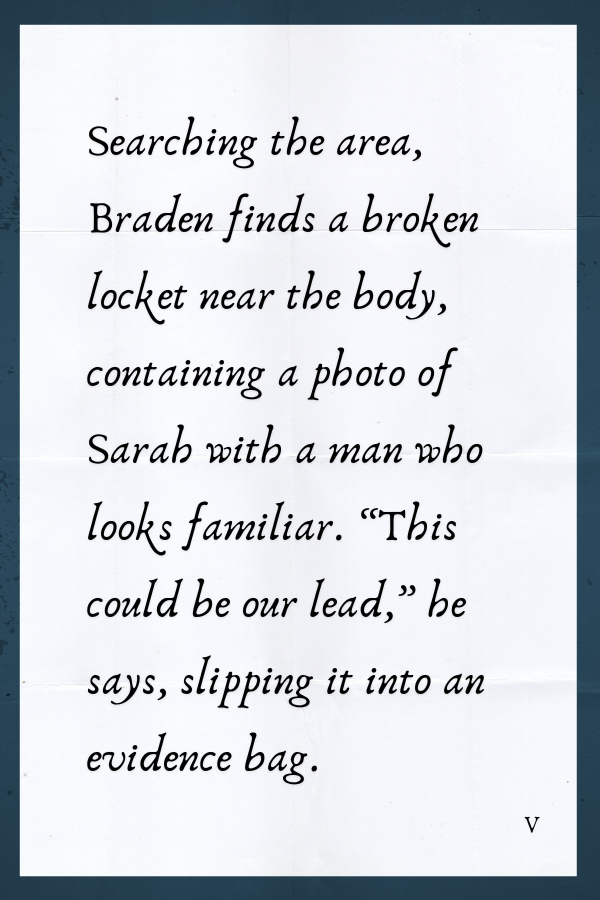 Searching the area,
Braden finds a broken
locket near the body,
containing a photo of
Sarah with a man who
looks familiar. “This
could be our lead,” he
says, slipping it into an
evidence bag.
V